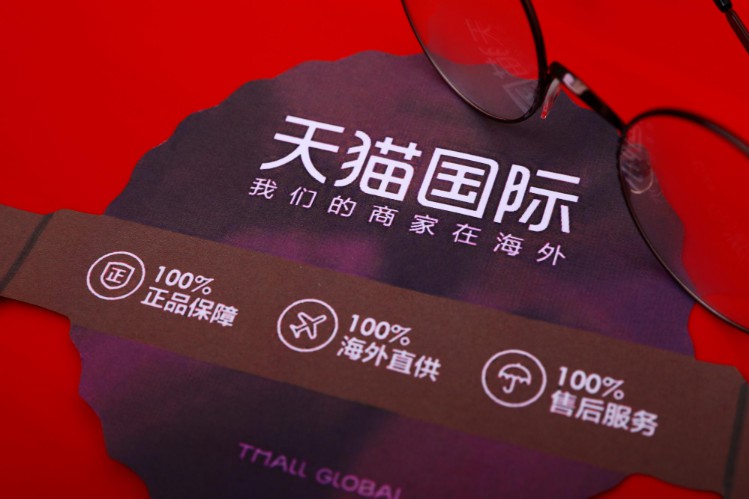 天猫国际
我们的商家在海外
正
100%
正品保障
100%
海外直供
100%
售后服务
TMALL GLOBAL